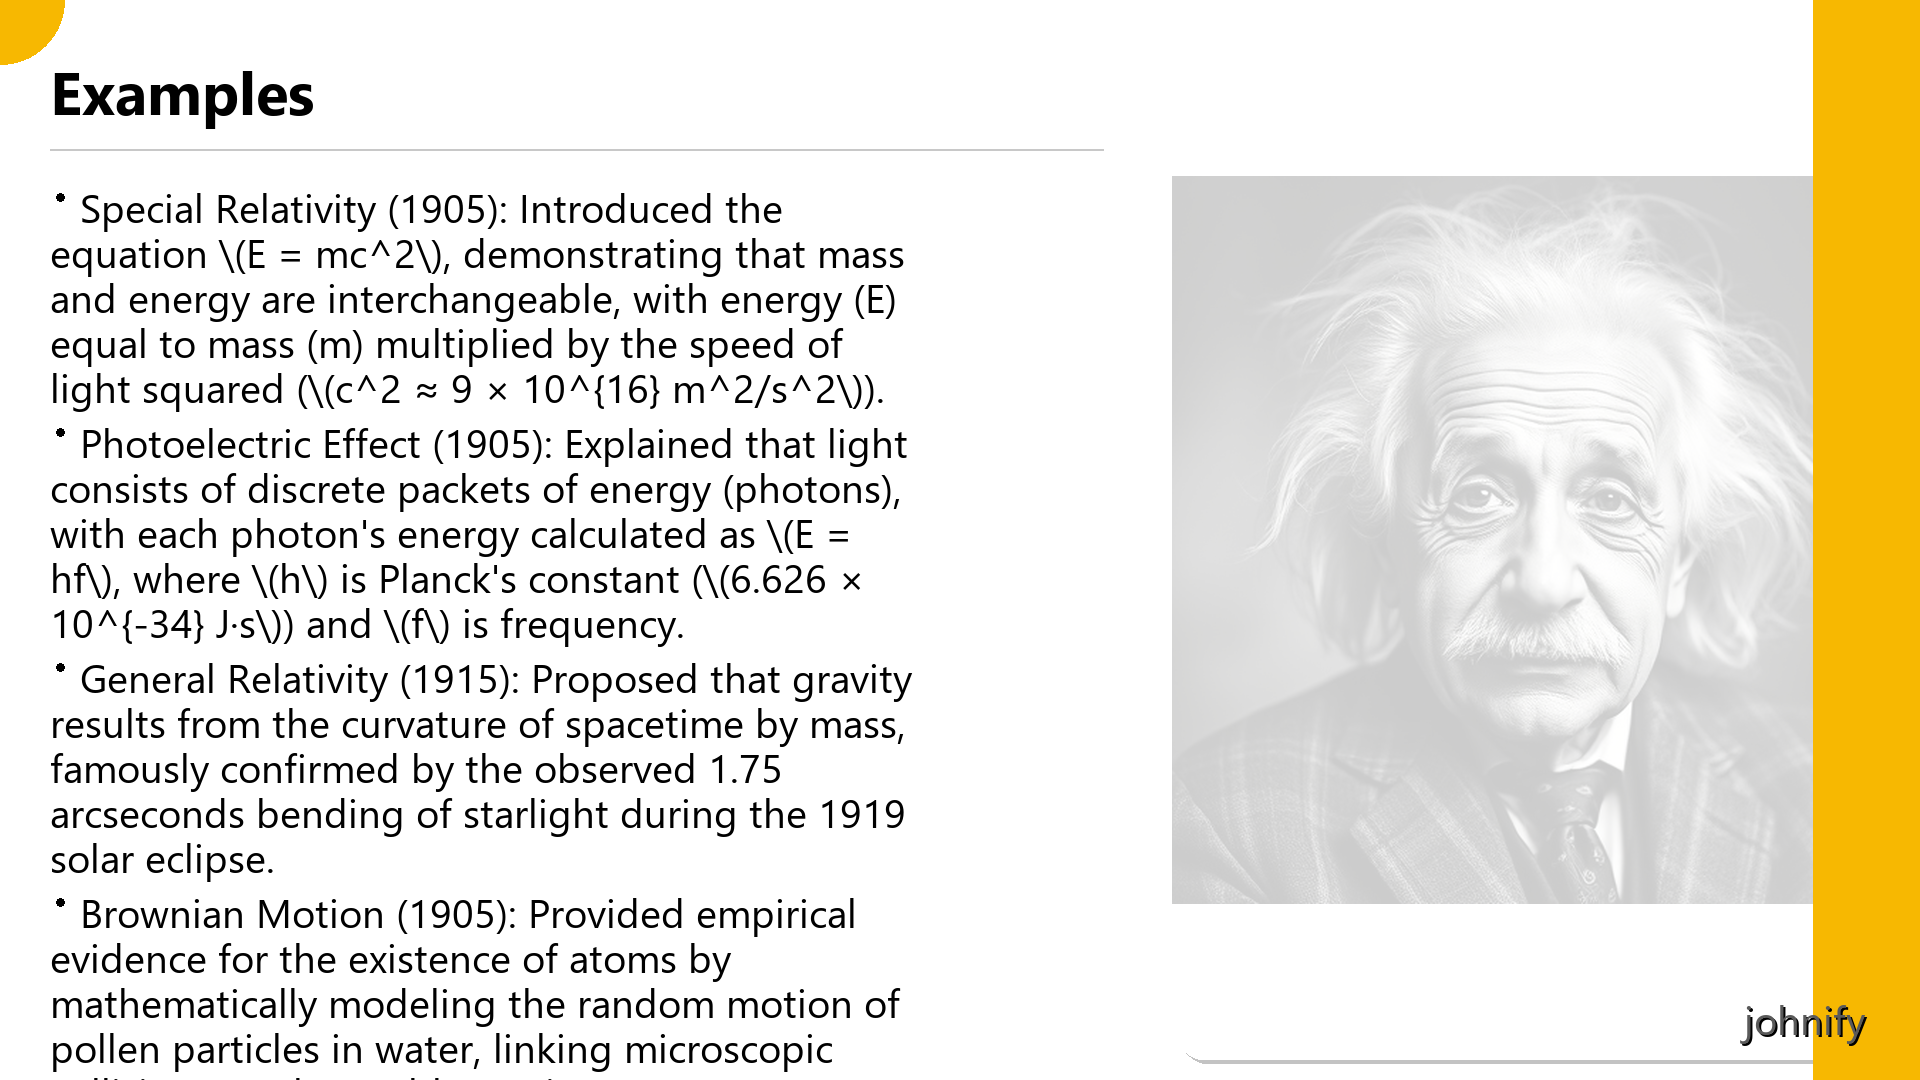 Examples
• Special Relativity (1905): Introduced the
equation \(E = mc^2\), demonstrating that mass
and energy are interchangeable, with energy (E)
equal to mass (m) multiplied by the speed of
light squared (\(c^2 ≈ 9 × 10^{16} m^2/s^2\)).
• Photoelectric Effect (1905): Explained that light
consists of discrete packets of energy (photons),
with each photon's energy calculated as \(E =
hf\), where \(h\) is Planck's constant (\(6.626 ×
10^{-34} J·s\)) and \(f\) is frequency.
• General Relativity (1915): Proposed that gravity
results from the curvature of spacetime by mass,
famously confirmed by the observed 1.75
arcseconds bending of starlight during the 1919
solar eclipse.
• Brownian Motion (1905): Provided empirical
evidence for the existence of atoms by
mathematically modeling the random motion of
pollen particles in water, linking microscopic
johnify